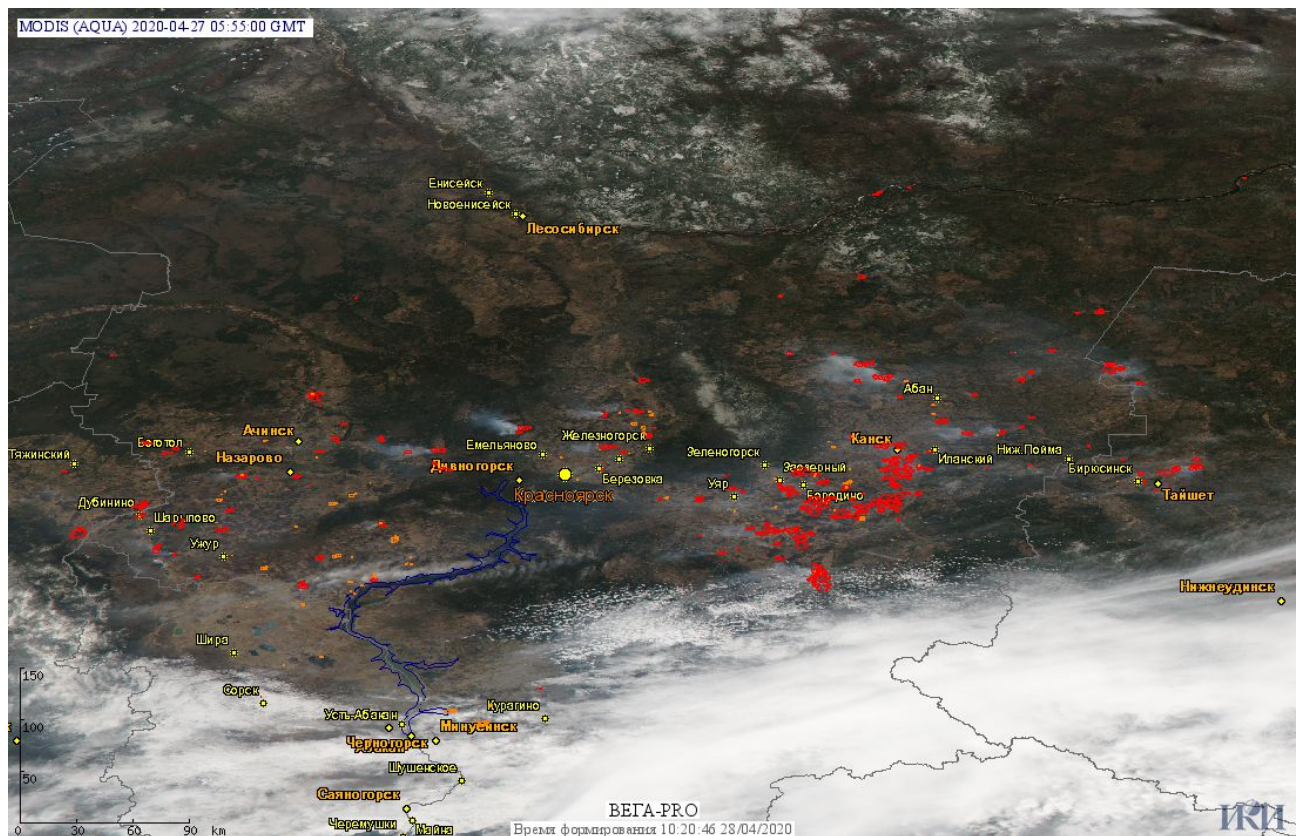 MODIS (AQUA) 2020-04-27 05:55:00 GMT
Енисейск
Новоенисейск
Лесосибирск
Абан
Ачинск
Боготол
Тяжинский
Назарово
Емельяново
Железногорск
Канск
Ниж.Пойма
Иланский
Зеленогорск
Дивногорск
Березовка
Заозерный
Бирюсинск
Красноярск
Уяр
Бородино
Тайшет
Дубинино
Шарыпово
Ужур
Нижнеудинск
Шира
Сорск
Курагино
Усть-Абакан
Минусинск
Черногорск
Шушенское
Саяногорск
Черемушки
Майна
150
100
50
0 30 60 90 km
ВЕГА-PRO
Время формирования 10:20:46 28/04/2020
ИКИ